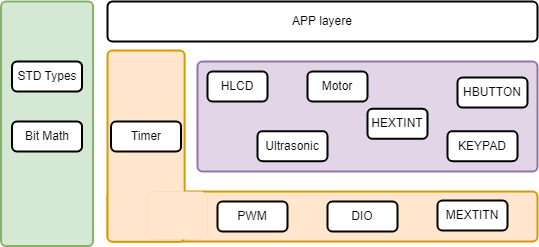 APP layere
STD Types
HLCD
Motor
HBUTTON
HEXTINT
Bit Math
Timer
Ultrasonic
KEYPAD
PWM
DIO
MEXTITN